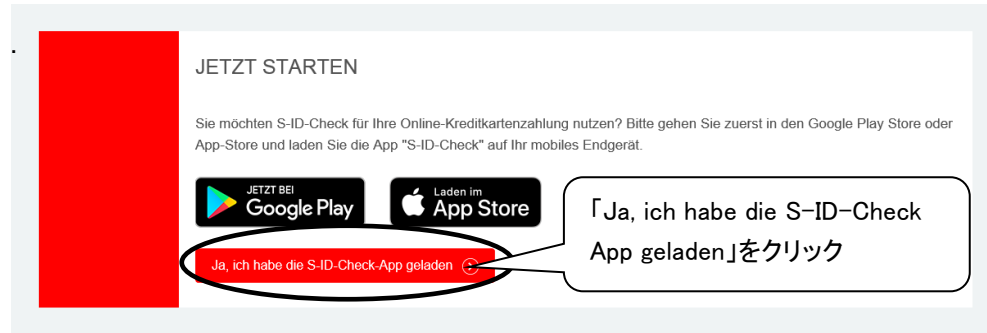 .
JETZT STARTEN
Sie möchten S-ID-Check für Ihre Online-Kreditkartenzahlung nutzen? Bitte gehen Sie zuerst in den Google Play Store oder
App-Store und laden Sie die App "S-ID-Check" auf Ihr mobiles Endgerät.
JETZT BEI
Google Play
Laden im
App Store
Ja, ich habe die S-ID-Check-App geladen
「Ja, ich habe die S-ID-Check
App geladen」をクリック